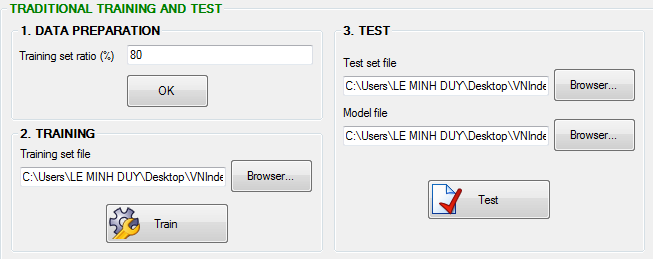 TRADITIONAL TRAINING AND TEST
1. DATA PREPARATION
Training set ratio (%) 80
OK
2. TRAINING
Training set file
C:\Users\LE MINH DUY\Desktop\VNInde Browser...
Train
3. TEST
Test set file
C:\Users\LE MINH DUY\Desktop\VNInde Browser...
Model file
C:\Users\LE MINH DUY\Desktop\VNInde Browser...
Test